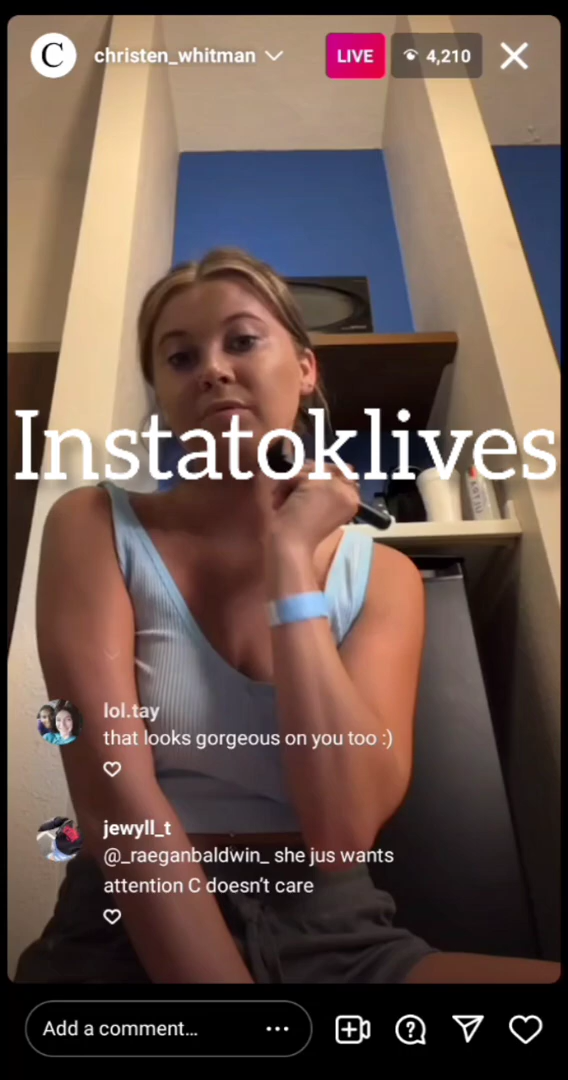 C
christen_whitman
LIVE
4,210
Instatoklives
lol.tay
that looks gorgeous on you too :)
jewyll_t
@_raeganbaldwin_ she jus wants
attention C doesn't care
Add a comment...